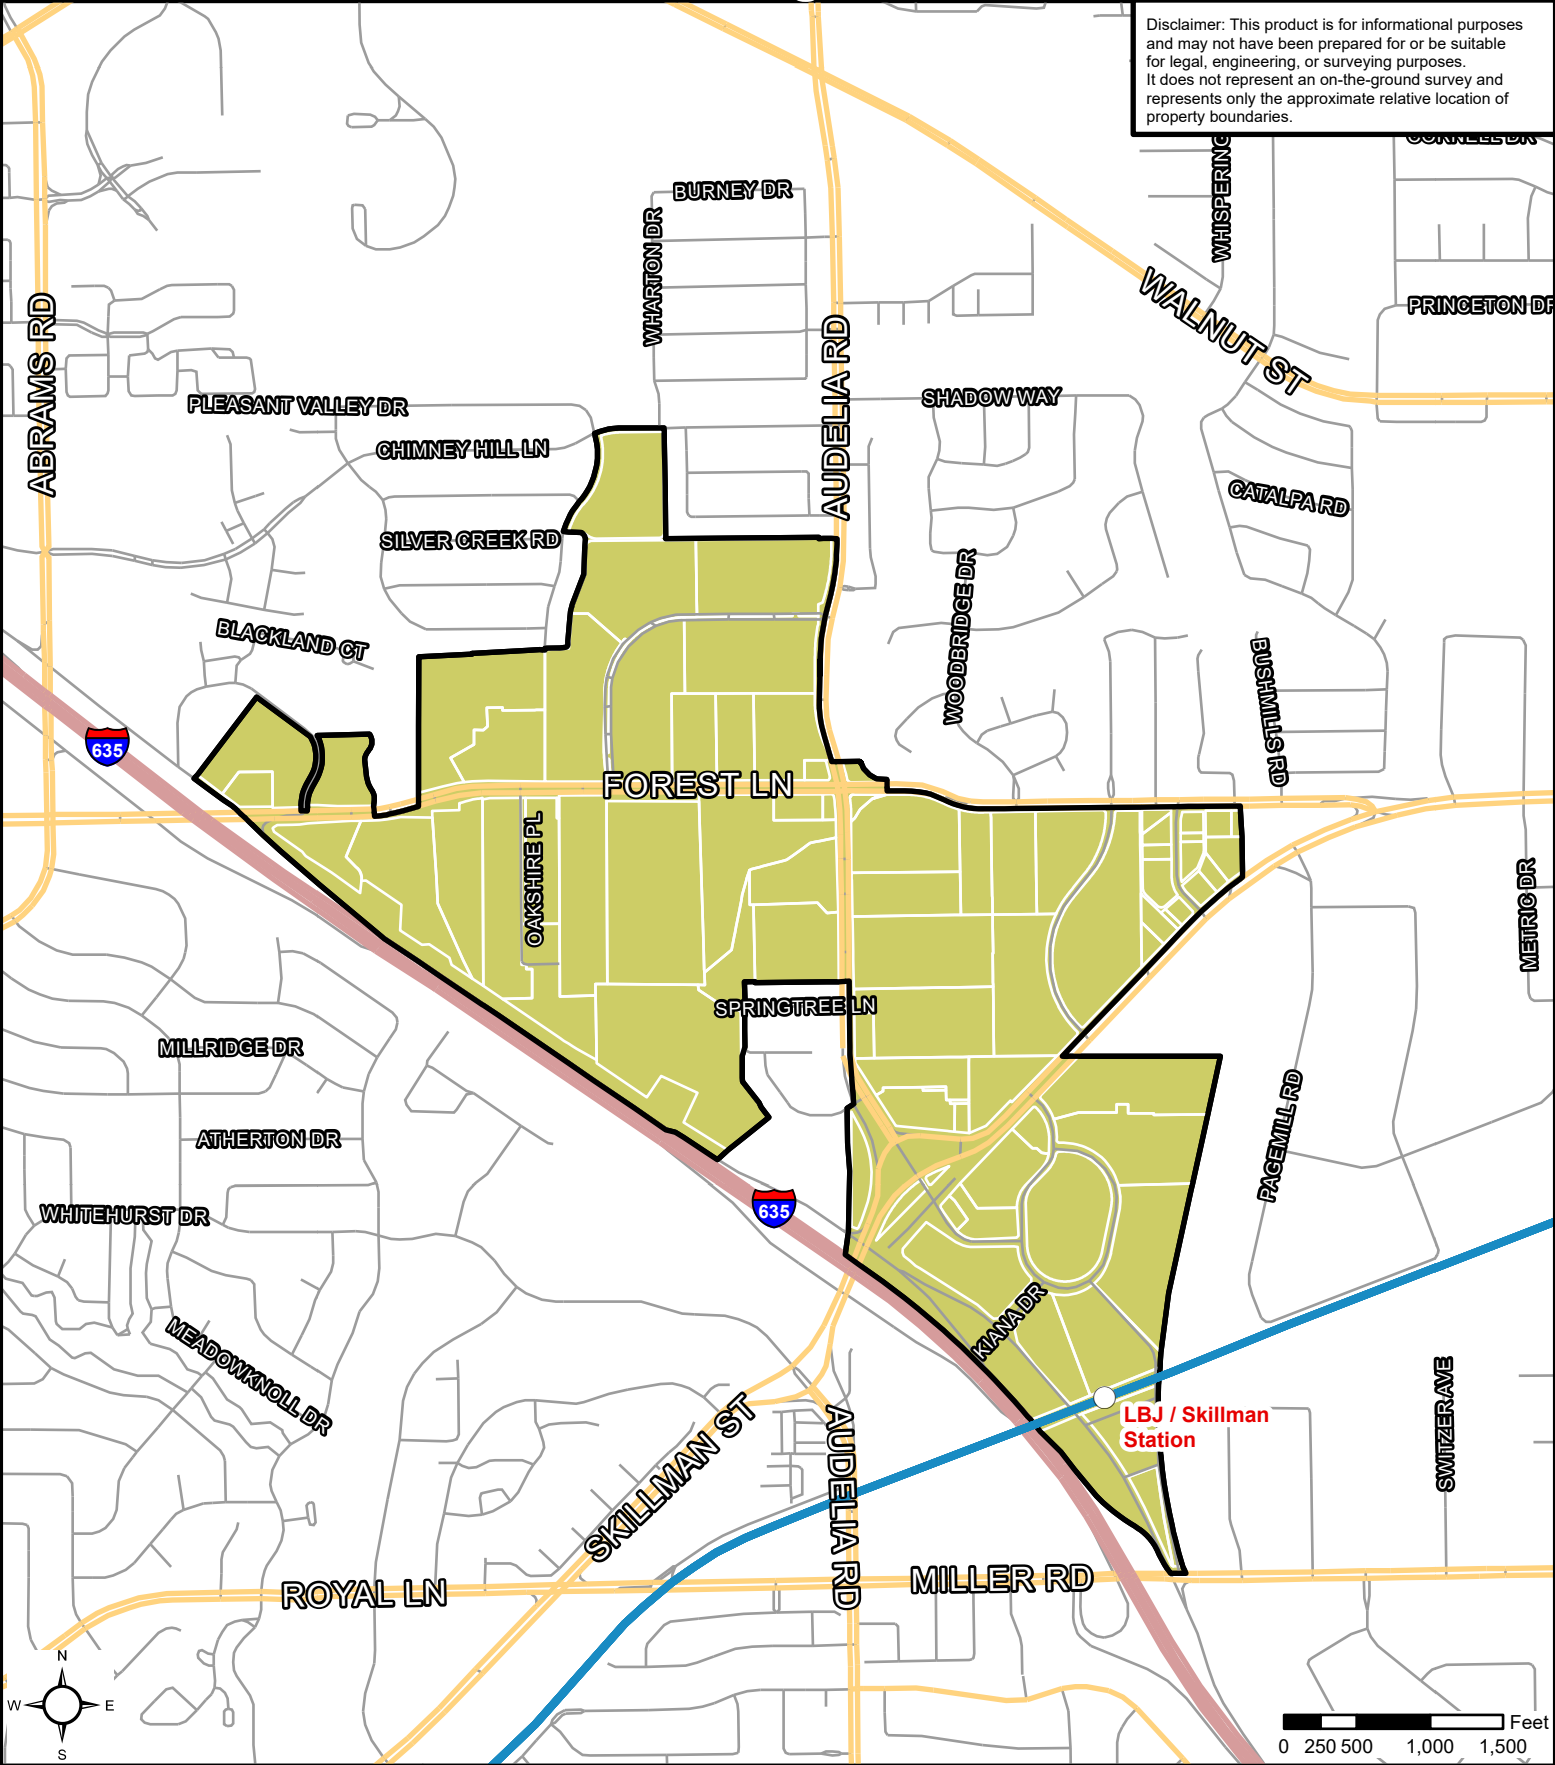 Disclaimer: This product is for informational purposes
and may not have been prepared for or be suitable
for legal, engineering, or surveying purposes.
It does not represent an on-the-ground survey and
represents only the approximate relative location of
property boundaries.
CORNELL DR
WHISPERING
BURNEY DR
WHARTON DR
WALNUT ST
PRINCETON DR
ABRAMS RD
AUDELIA RD
PLEASANT VALLEY DR
SHADOW WAY
CHIMNEY HILL LN
CATALPA RD
SILVER CREEK RD
WOODBRIDGE DR
BLACKLAND CT
BUSHMILLS RD
635
FOREST LN
OAKSHIRE PL
METRIC DR
SPRINGTREE LN
MILLRIDGE DR
PAGEMILL RD
ATHERTON DR
WHITEHURST DR
635
KIANA DR
MEADOWKNOLL DR
LBJ / Skillman
Station
SWITZER AVE
SKILLMAN ST
AUDELIA RD
ROYAL LN
MILLER RD
N
W
E
S
Feet
0 250 500 1,000 1,500